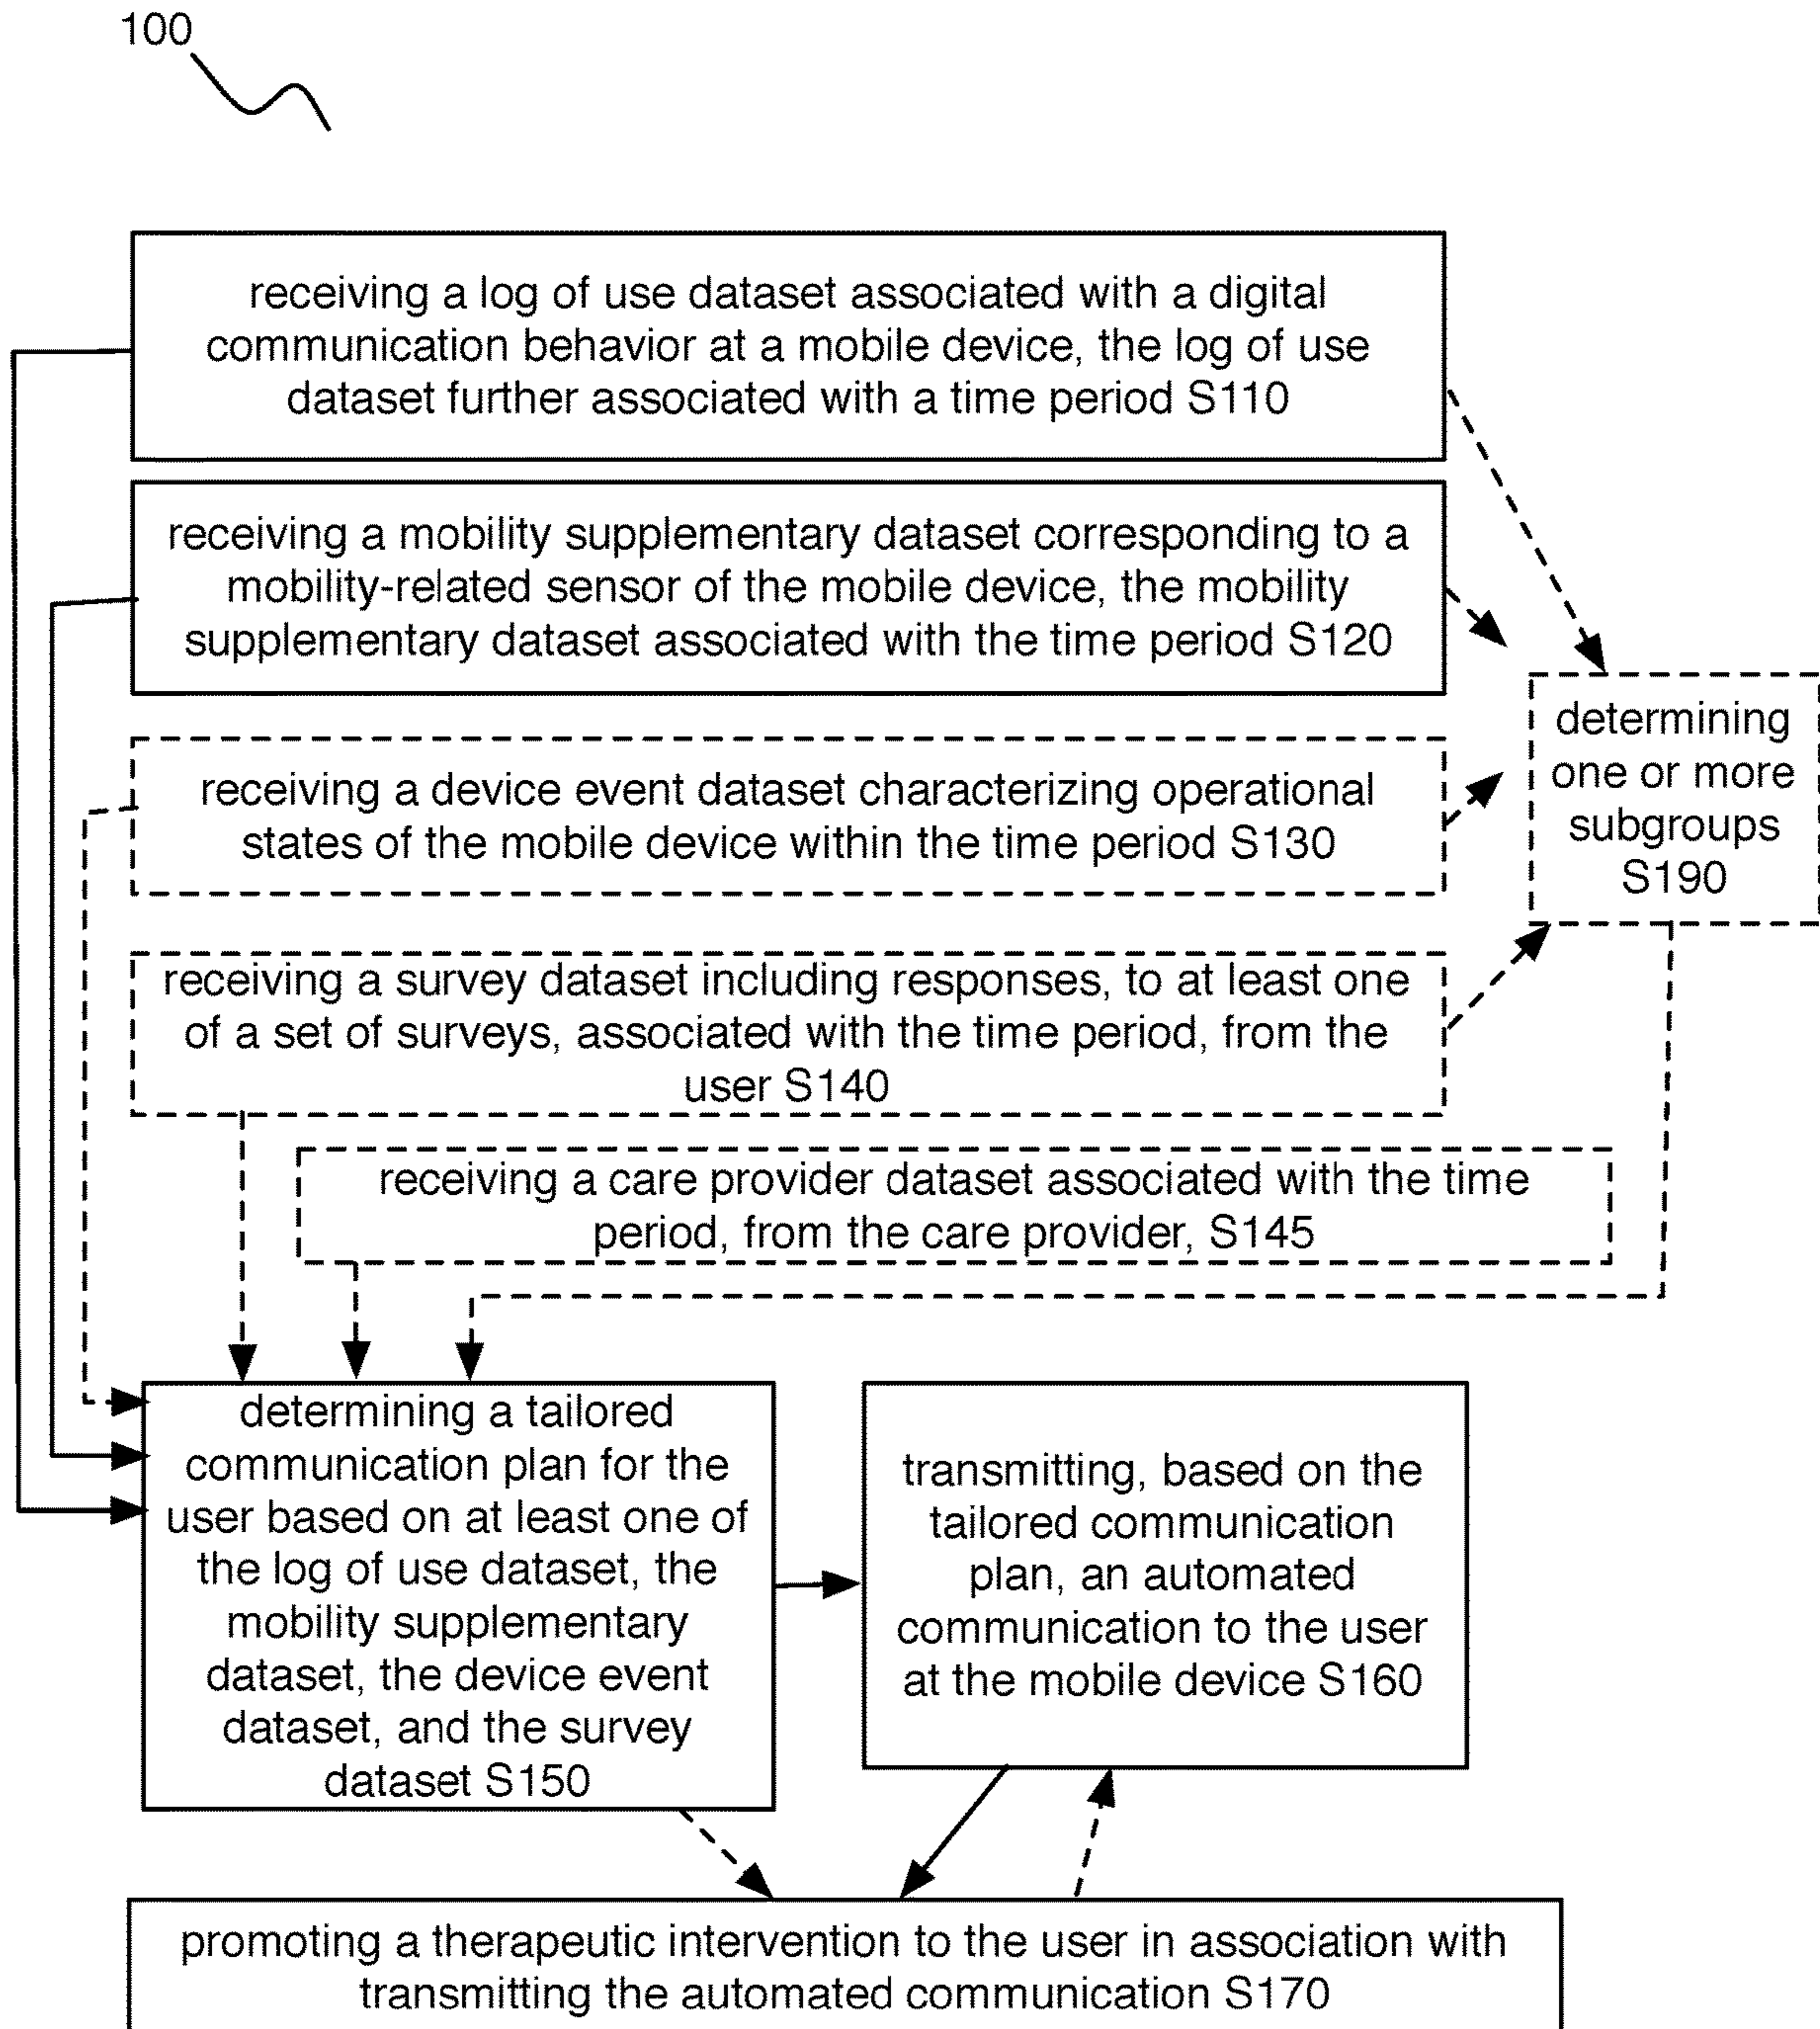 100
receiving a log of use dataset associated with a digital
communication behavior at a mobile device, the log of use
dataset further associated with a time period S110
receiving a mobility supplementary dataset corresponding to a
mobility-related sensor of the mobile device, the mobility
supplementary dataset associated with the time period S120
determining
one or more
subgroups
S190
receiving a device event dataset characterizing operational
states of the mobile device within the time period S130
receiving a survey dataset including responses, to at least one
of a set of surveys, associated with the time period, from the
user S140
receiving a care provider dataset associated with the time
period, from the care provider, S145
determining a tailored
communication plan for the
user based on at least one of
the log of use dataset, the
mobility supplementary
dataset, the device event
dataset, and the survey
dataset S150
transmitting, based on the
tailored communication
plan, an automated
communication to the user
at the mobile device S160
promoting a therapeutic intervention to the user in association with
transmitting the automated communication S170